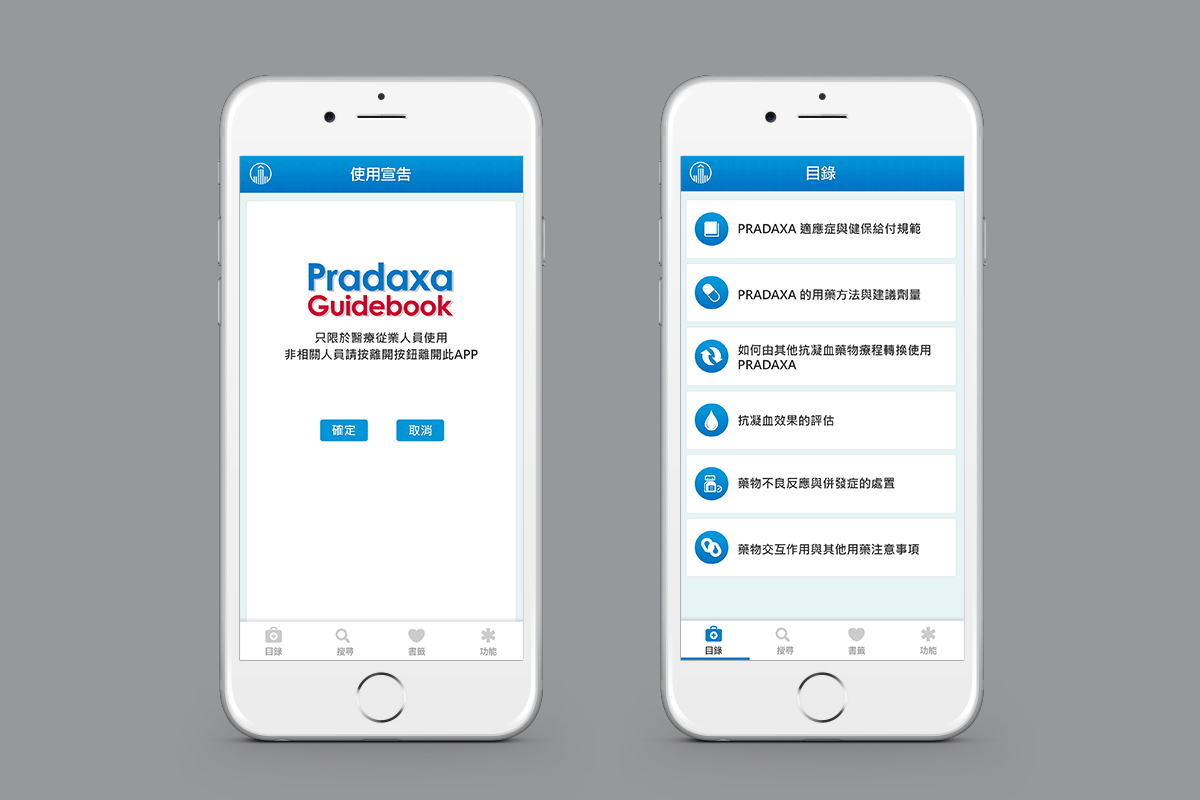 使用宣告
Pradaxa
Guidebook
只限於醫療從業人員使用
非相關人員請按離開按鈕離開此APP
確定
取消
目錄
搜尋
書籤
功能
目錄
PRADAXA 適應症與健保給付規範
PRADAXA 的用藥方法與建議劑量
如何由其他抗凝血藥物療程轉換使用
PRADAXA
抗凝血效果的評估
藥物不良反應與併發症的處置
藥物交互作用與其他用藥注意事項
目錄
搜尋
書籤
功能